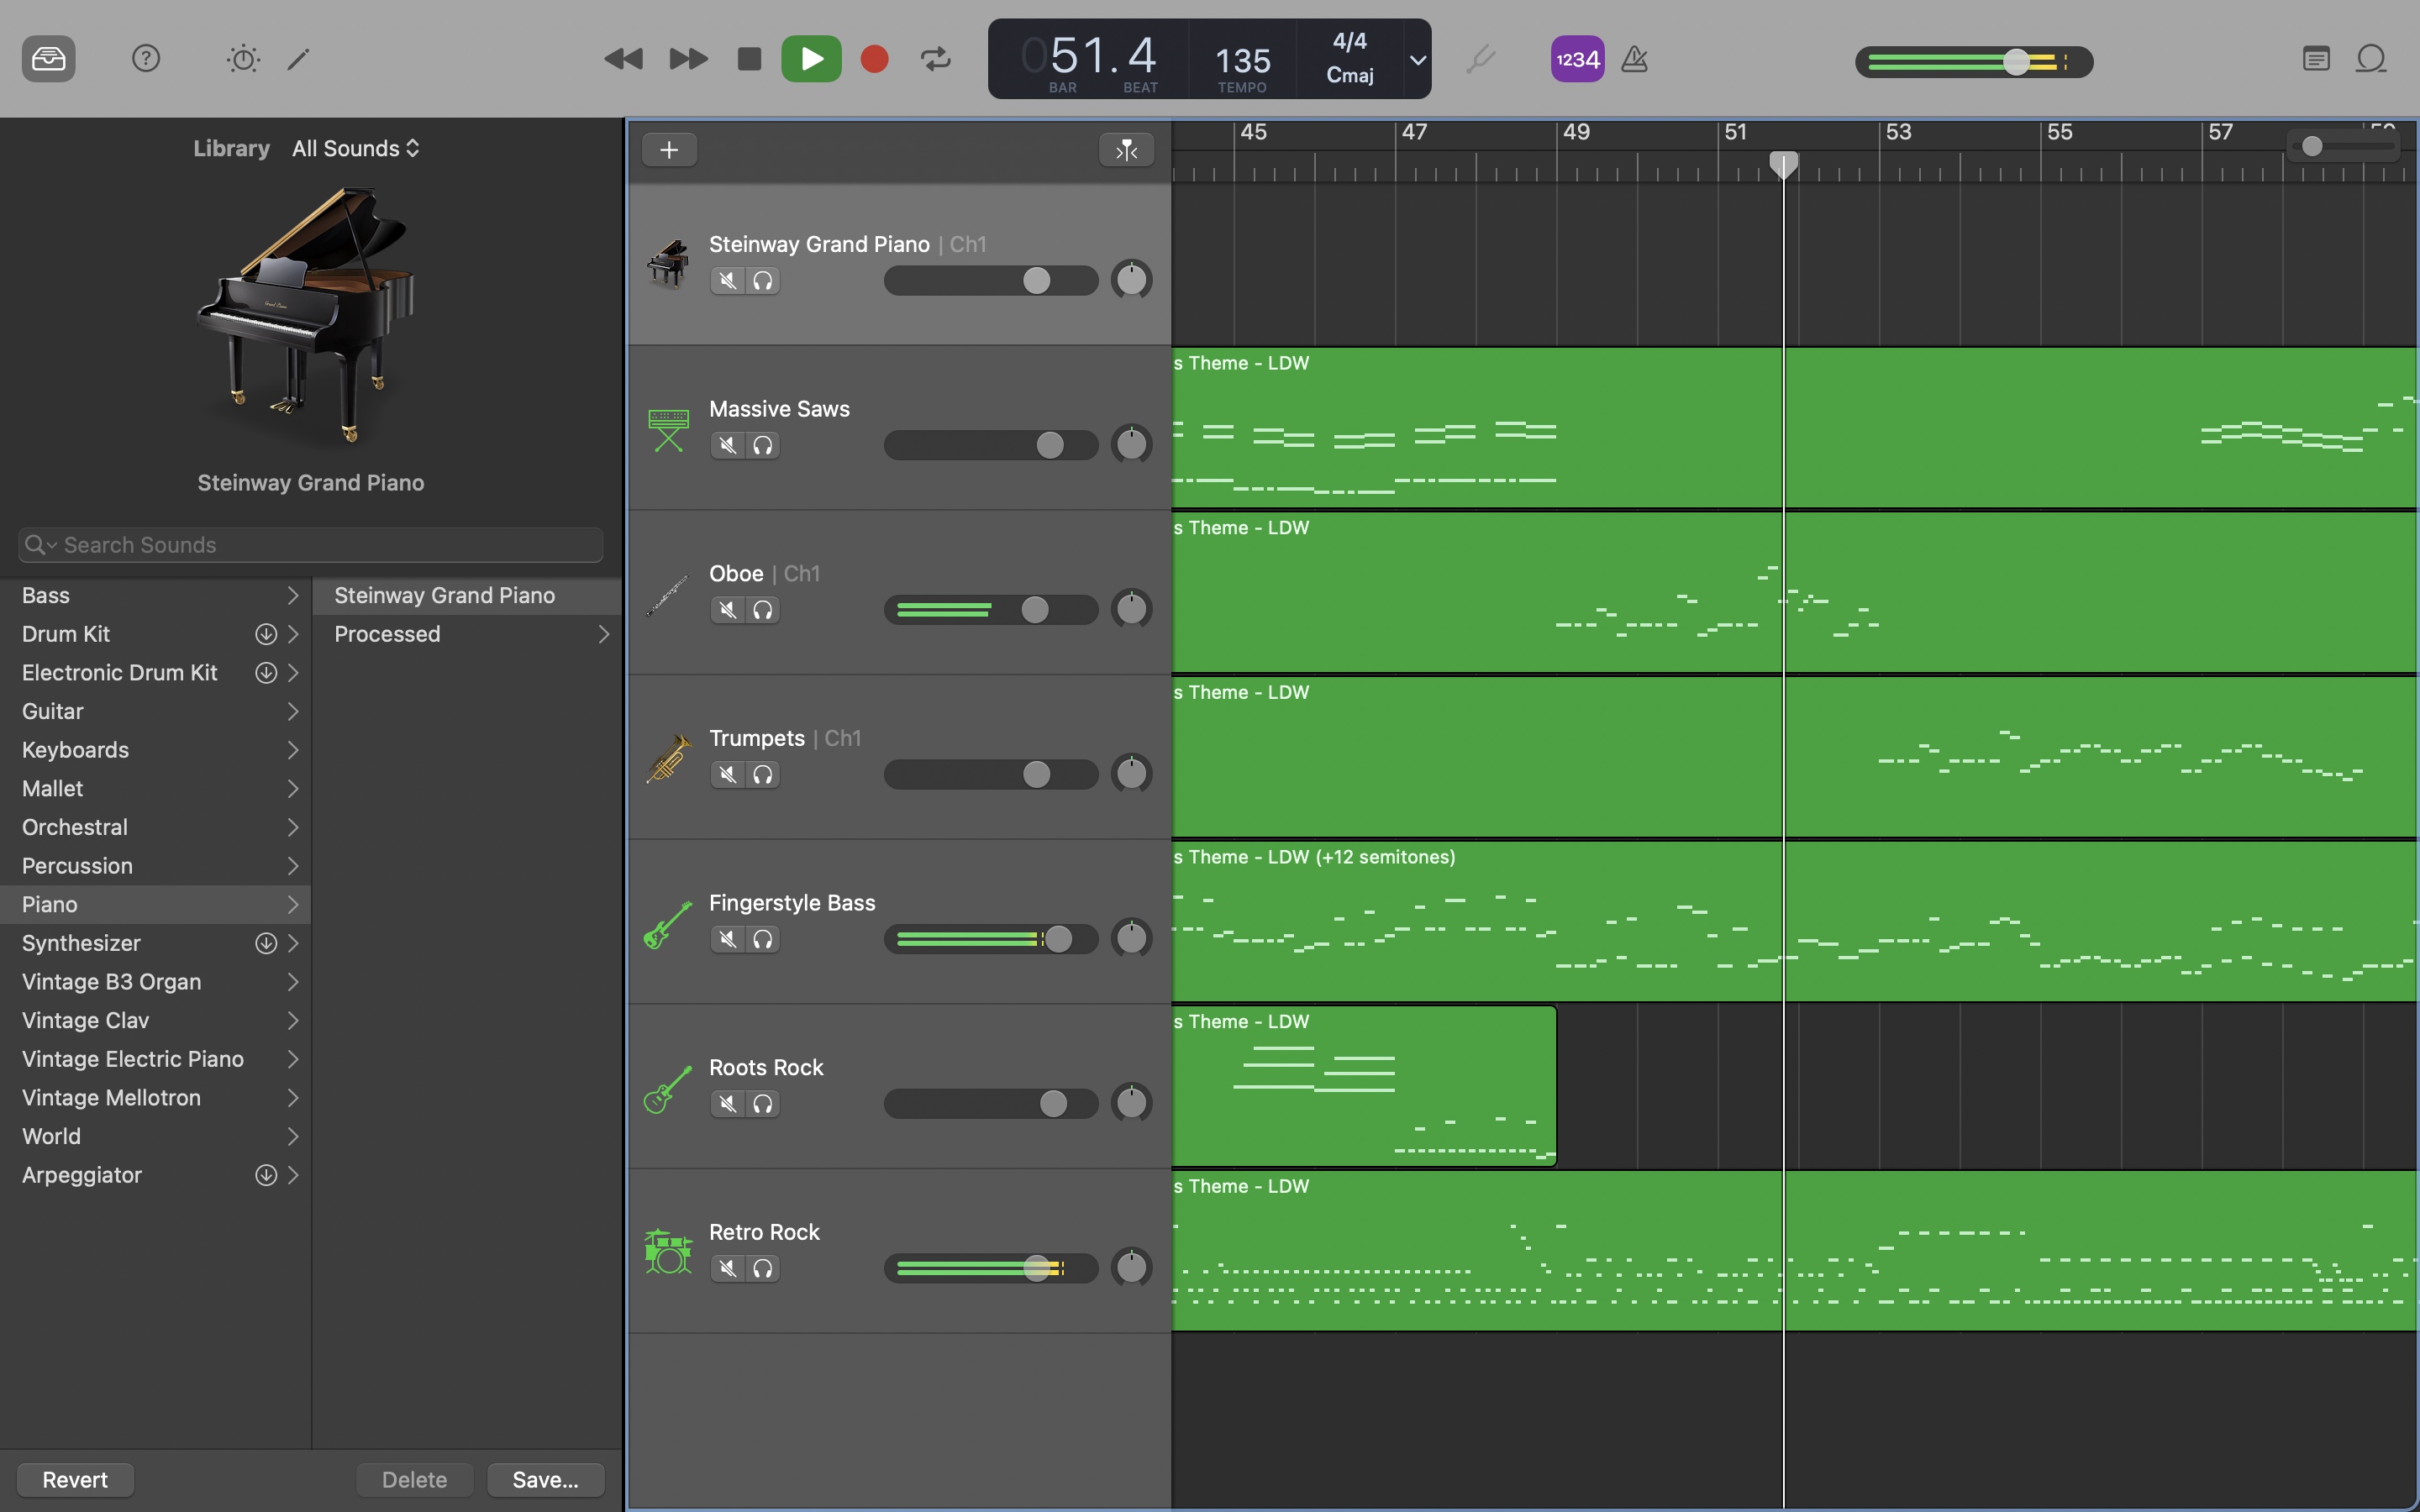 051.4
BAR BEAT
135
TEMPO
4/4
Cmaj
1234
Library All Sounds
Steinway Grand Piano
Search Sounds
Bass
Drum Kit
Electronic Drum Kit
Guitar
Keyboards
Mallet
Orchestral
Percussion
Piano
Synthesizer
Vintage B3 Organ
Vintage Clav
Vintage Electric Piano
Vintage Mellotron
World
Arpeggiator
Steinway Grand Piano
Processed
Revert Delete Save...
45 47 49 51 53 55 57
Steinway Grand Piano | Ch1
Massive Saws
s Theme - LDW
Oboe | Ch1
s Theme - LDW
Trumpets | Ch1
s Theme - LDW
Fingerstyle Bass
s Theme - LDW (+12 semitones)
Roots Rock
s Theme - LDW
Retro Rock
s Theme - LDW